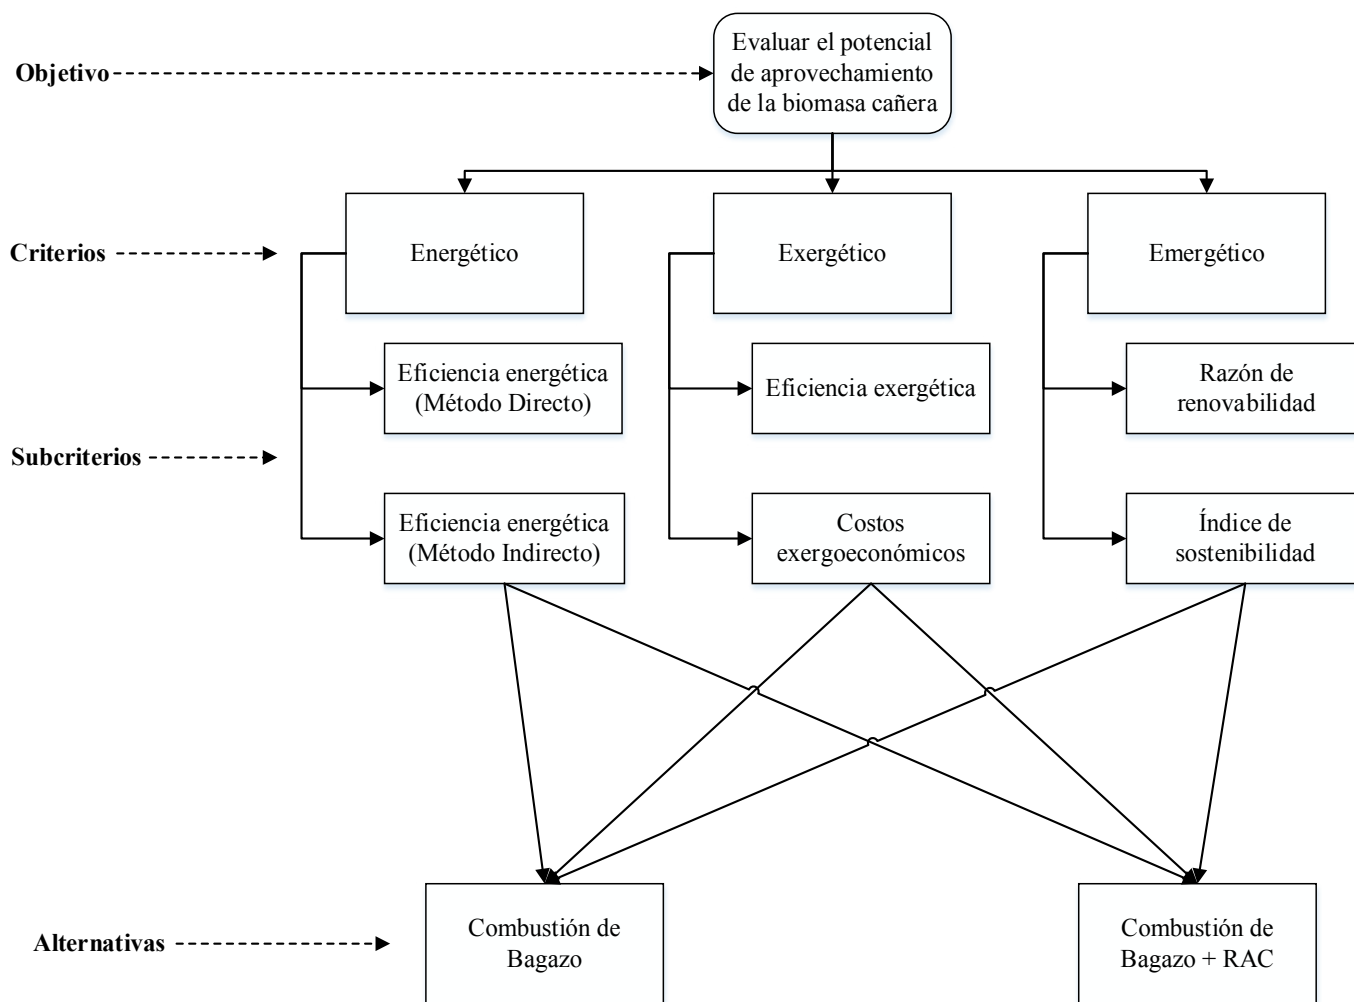 Objetivo
Evaluar el potencial
de aprovechamiento
de la biomasa cañera
Criterios
Energético
Exergético
Emergético
Eficiencia energética
(Método Directo)
Eficiencia exergética
Razón de
renovabilidad
Subcriterios
Eficiencia energética
(Método Indirecto)
Costos
exergoeconómicos
Índice de
sostenibilidad
Alternativas
Combustión de
Bagazo
Combustión de
Bagazo + RAC